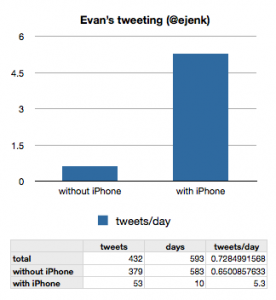 Evan's tweeting (@ejenk)
6
4.5
3
1.5
0
without iPhone with iPhone
tweets/day
tweets days tweets/day
total 432 593 0.7284991568
without iPhone 379 583 0.6500857633
with iPhone 53 10 5.3